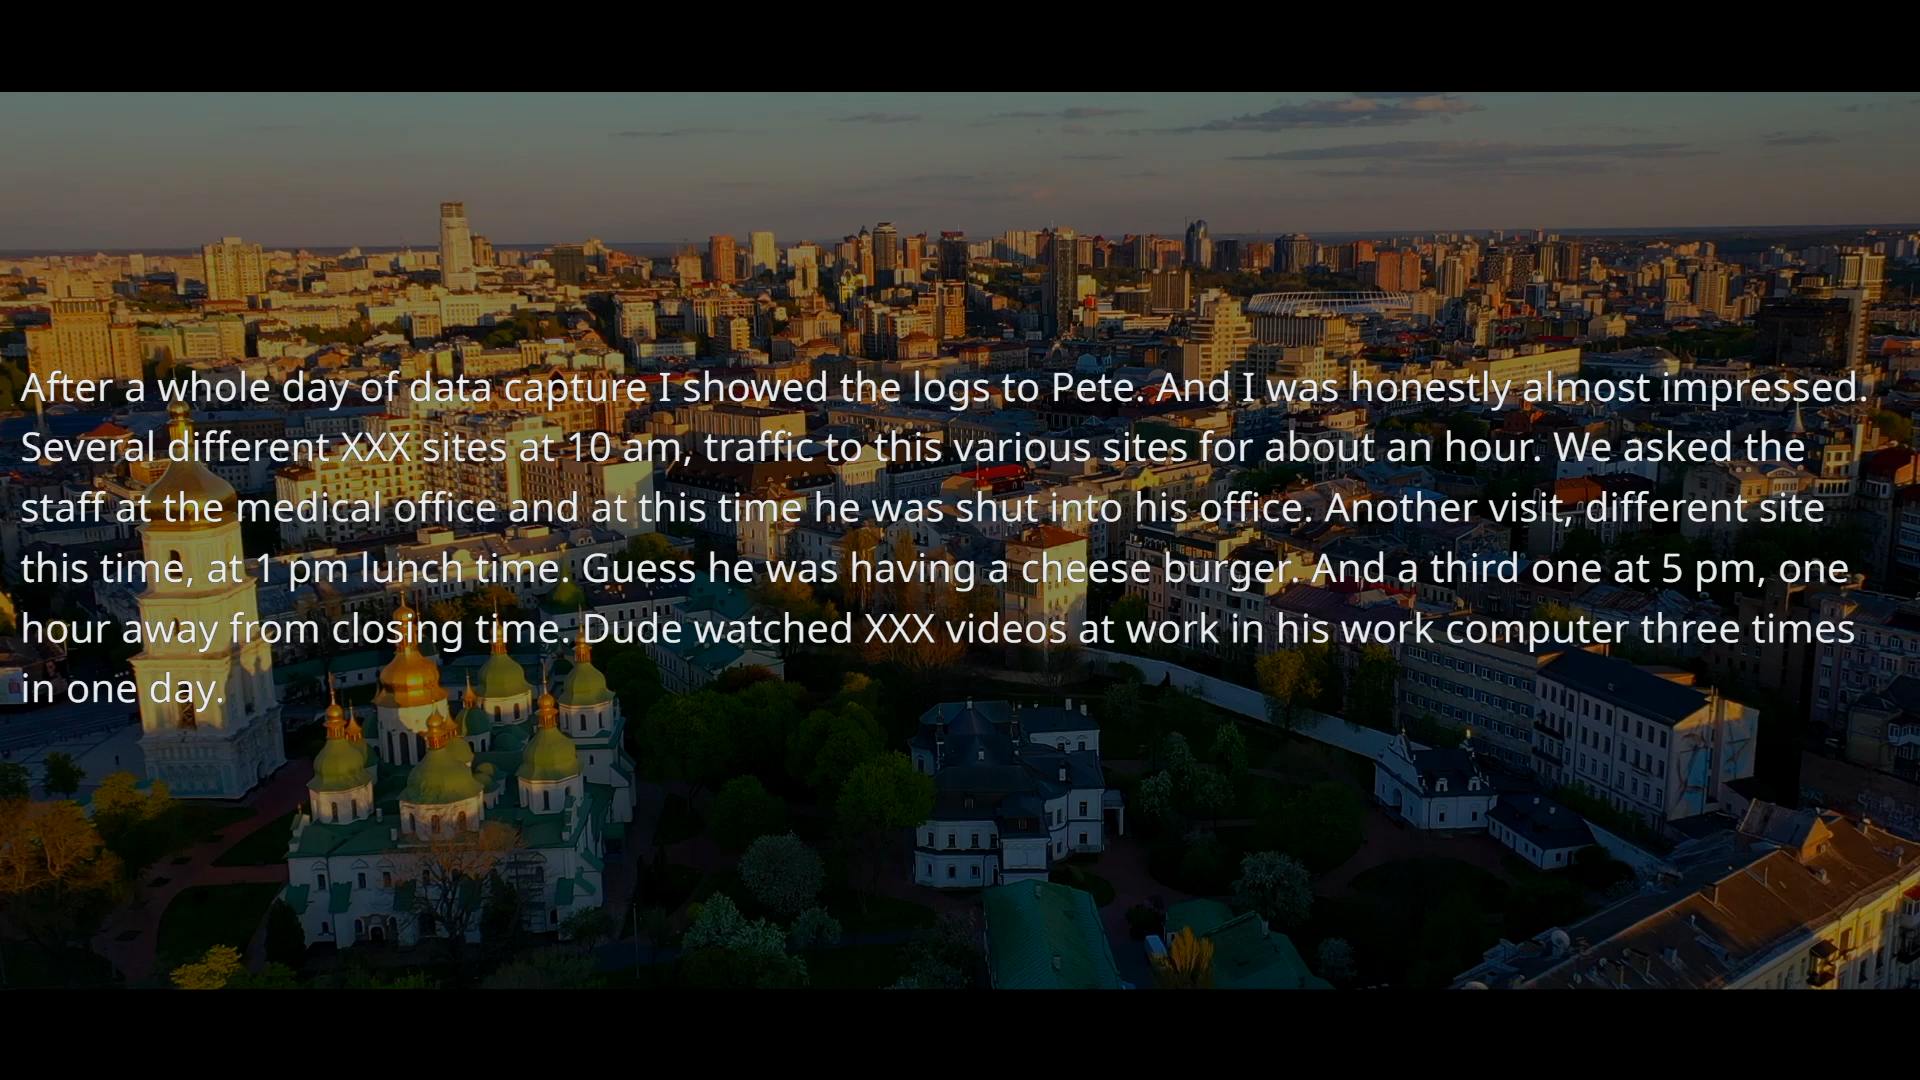 After a whole day of data capture I showed the logs to Pete. And I was honestly almost impressed.
Several different XXX sites at 10 am, traffic to this various sites for about an hour. We asked the
staff at the medical office and at this time he was shut into his office. Another visit, different site
this time, at 1 pm lunch time. Guess he was having a cheese burger. And a third one at 5 pm, one
hour away from closing time. Dude watched XXX videos at work in his work computer three times
in one day.